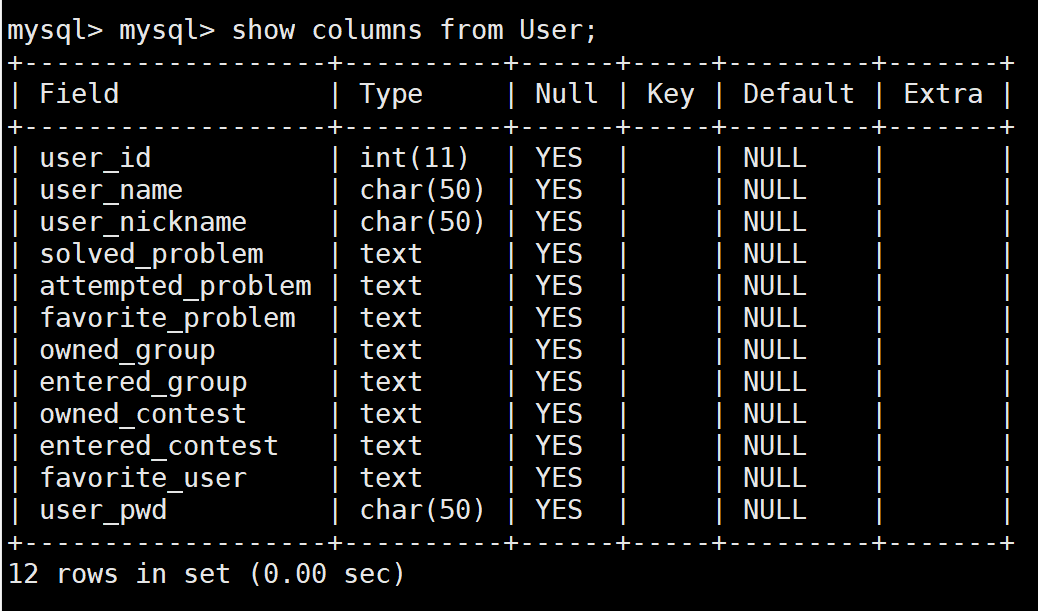 mysql> mysql> show columns from User;
+-------------------+----------+------+-----+---------+-------+
| Field             | Type     | Null | Key | Default | Extra |
+-------------------+----------+------+-----+---------+-------+
| user_id           | int(11)  | YES  |     | NULL    |       |
| user_name         | char(50) | YES  |     | NULL    |       |
| user_nickname     | char(50) | YES  |     | NULL    |       |
| solved_problem    | text     | YES  |     | NULL    |       |
| attempted_problem | text     | YES  |     | NULL    |       |
| favorite_problem  | text     | YES  |     | NULL    |       |
| owned_group       | text     | YES  |     | NULL    |       |
| entered_group     | text     | YES  |     | NULL    |       |
| owned_contest     | text     | YES  |     | NULL    |       |
| entered_contest   | text     | YES  |     | NULL    |       |
| favorite_user     | text     | YES  |     | NULL    |       |
| user_pwd          | char(50) | YES  |     | NULL    |       |
+-------------------+----------+------+-----+---------+-------+
12 rows in set (0.00 sec)